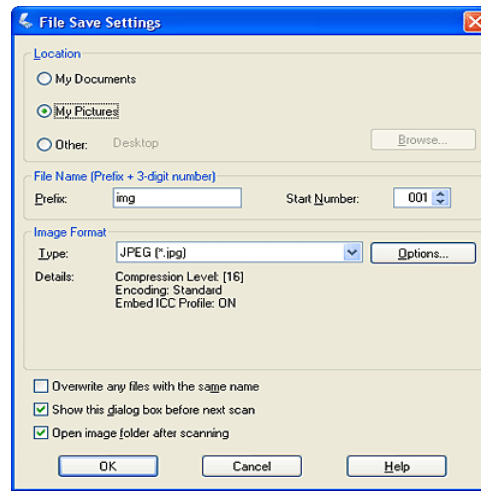 File Save Settings
Location
My Documents
My Pictures
Other: Desktop Browse...
File Name (Prefix + 3-digit number)
Prefix: img Start Number: 001
Image Format
Type: JPEG (*.jpg) Options...
Details: Compression Level: [16]
Encoding: Standard
Embed ICC Profile: ON
Overwrite any files with the same name
Show this dialog box before next scan
Open image folder after scanning
OK Cancel Help